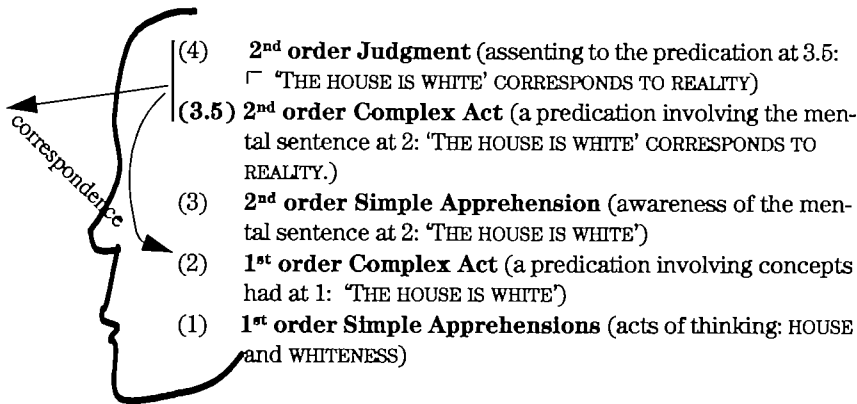 (4) 2nd order Judgment (assenting to the predication at 3.5:
⌜ 'THE HOUSE IS WHITE' CORRESPONDS TO REALITY)
(3.5) 2nd order Complex Act (a predication involving the men-
tal sentence at 2: 'THE HOUSE IS WHITE' CORRESPONDS TO
REALITY.)
(3) 2nd order Simple Apprehension (awareness of the men-
tal sentence at 2: 'THE HOUSE IS WHITE')
(2) 1st order Complex Act (a predication involving concepts
had at 1: 'THE HOUSE IS WHITE')
(1) 1st order Simple Apprehensions (acts of thinking: HOUSE
and WHITENESS)
correspondence